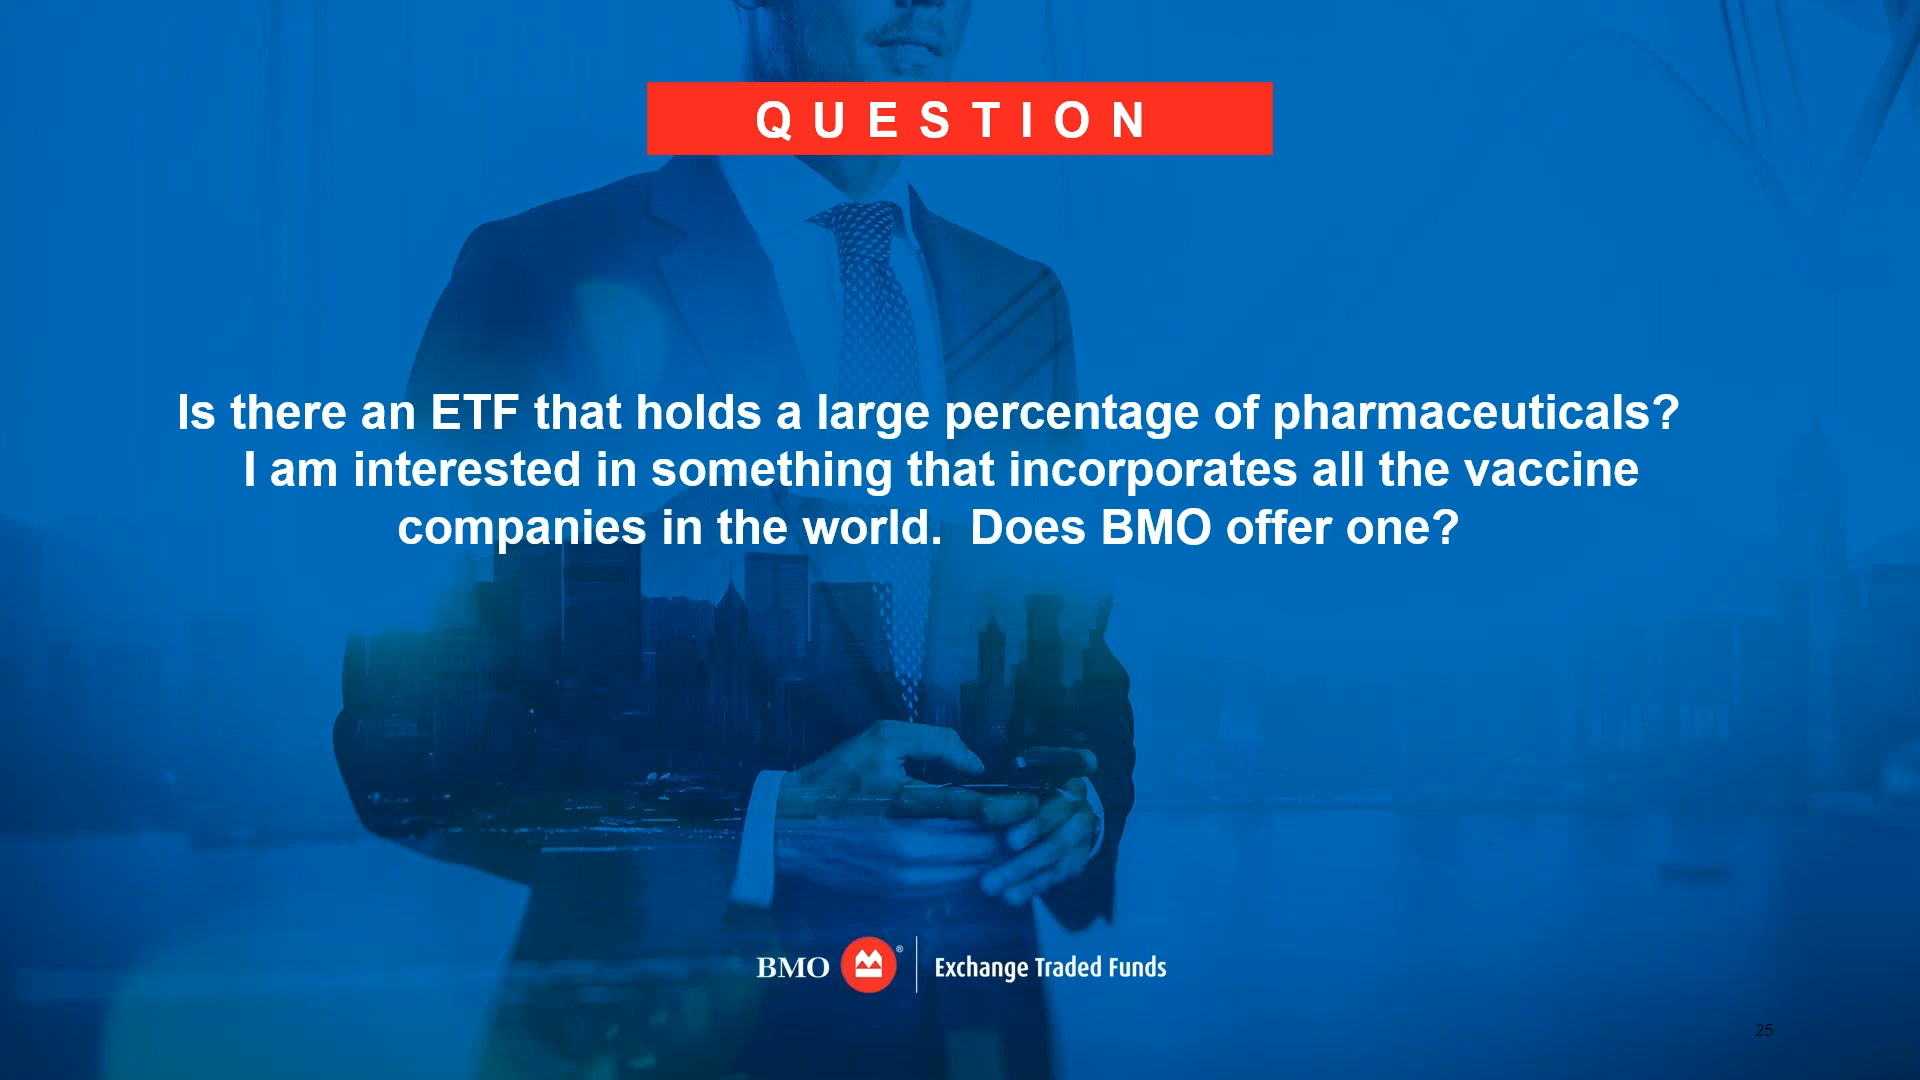 QUESTION
Is there an ETF that holds a large percentage of pharmaceuticals?
I am interested in something that incorporates all the vaccine
companies in the world.  Does BMO offer one?
BMO ® Exchange Traded Funds
25